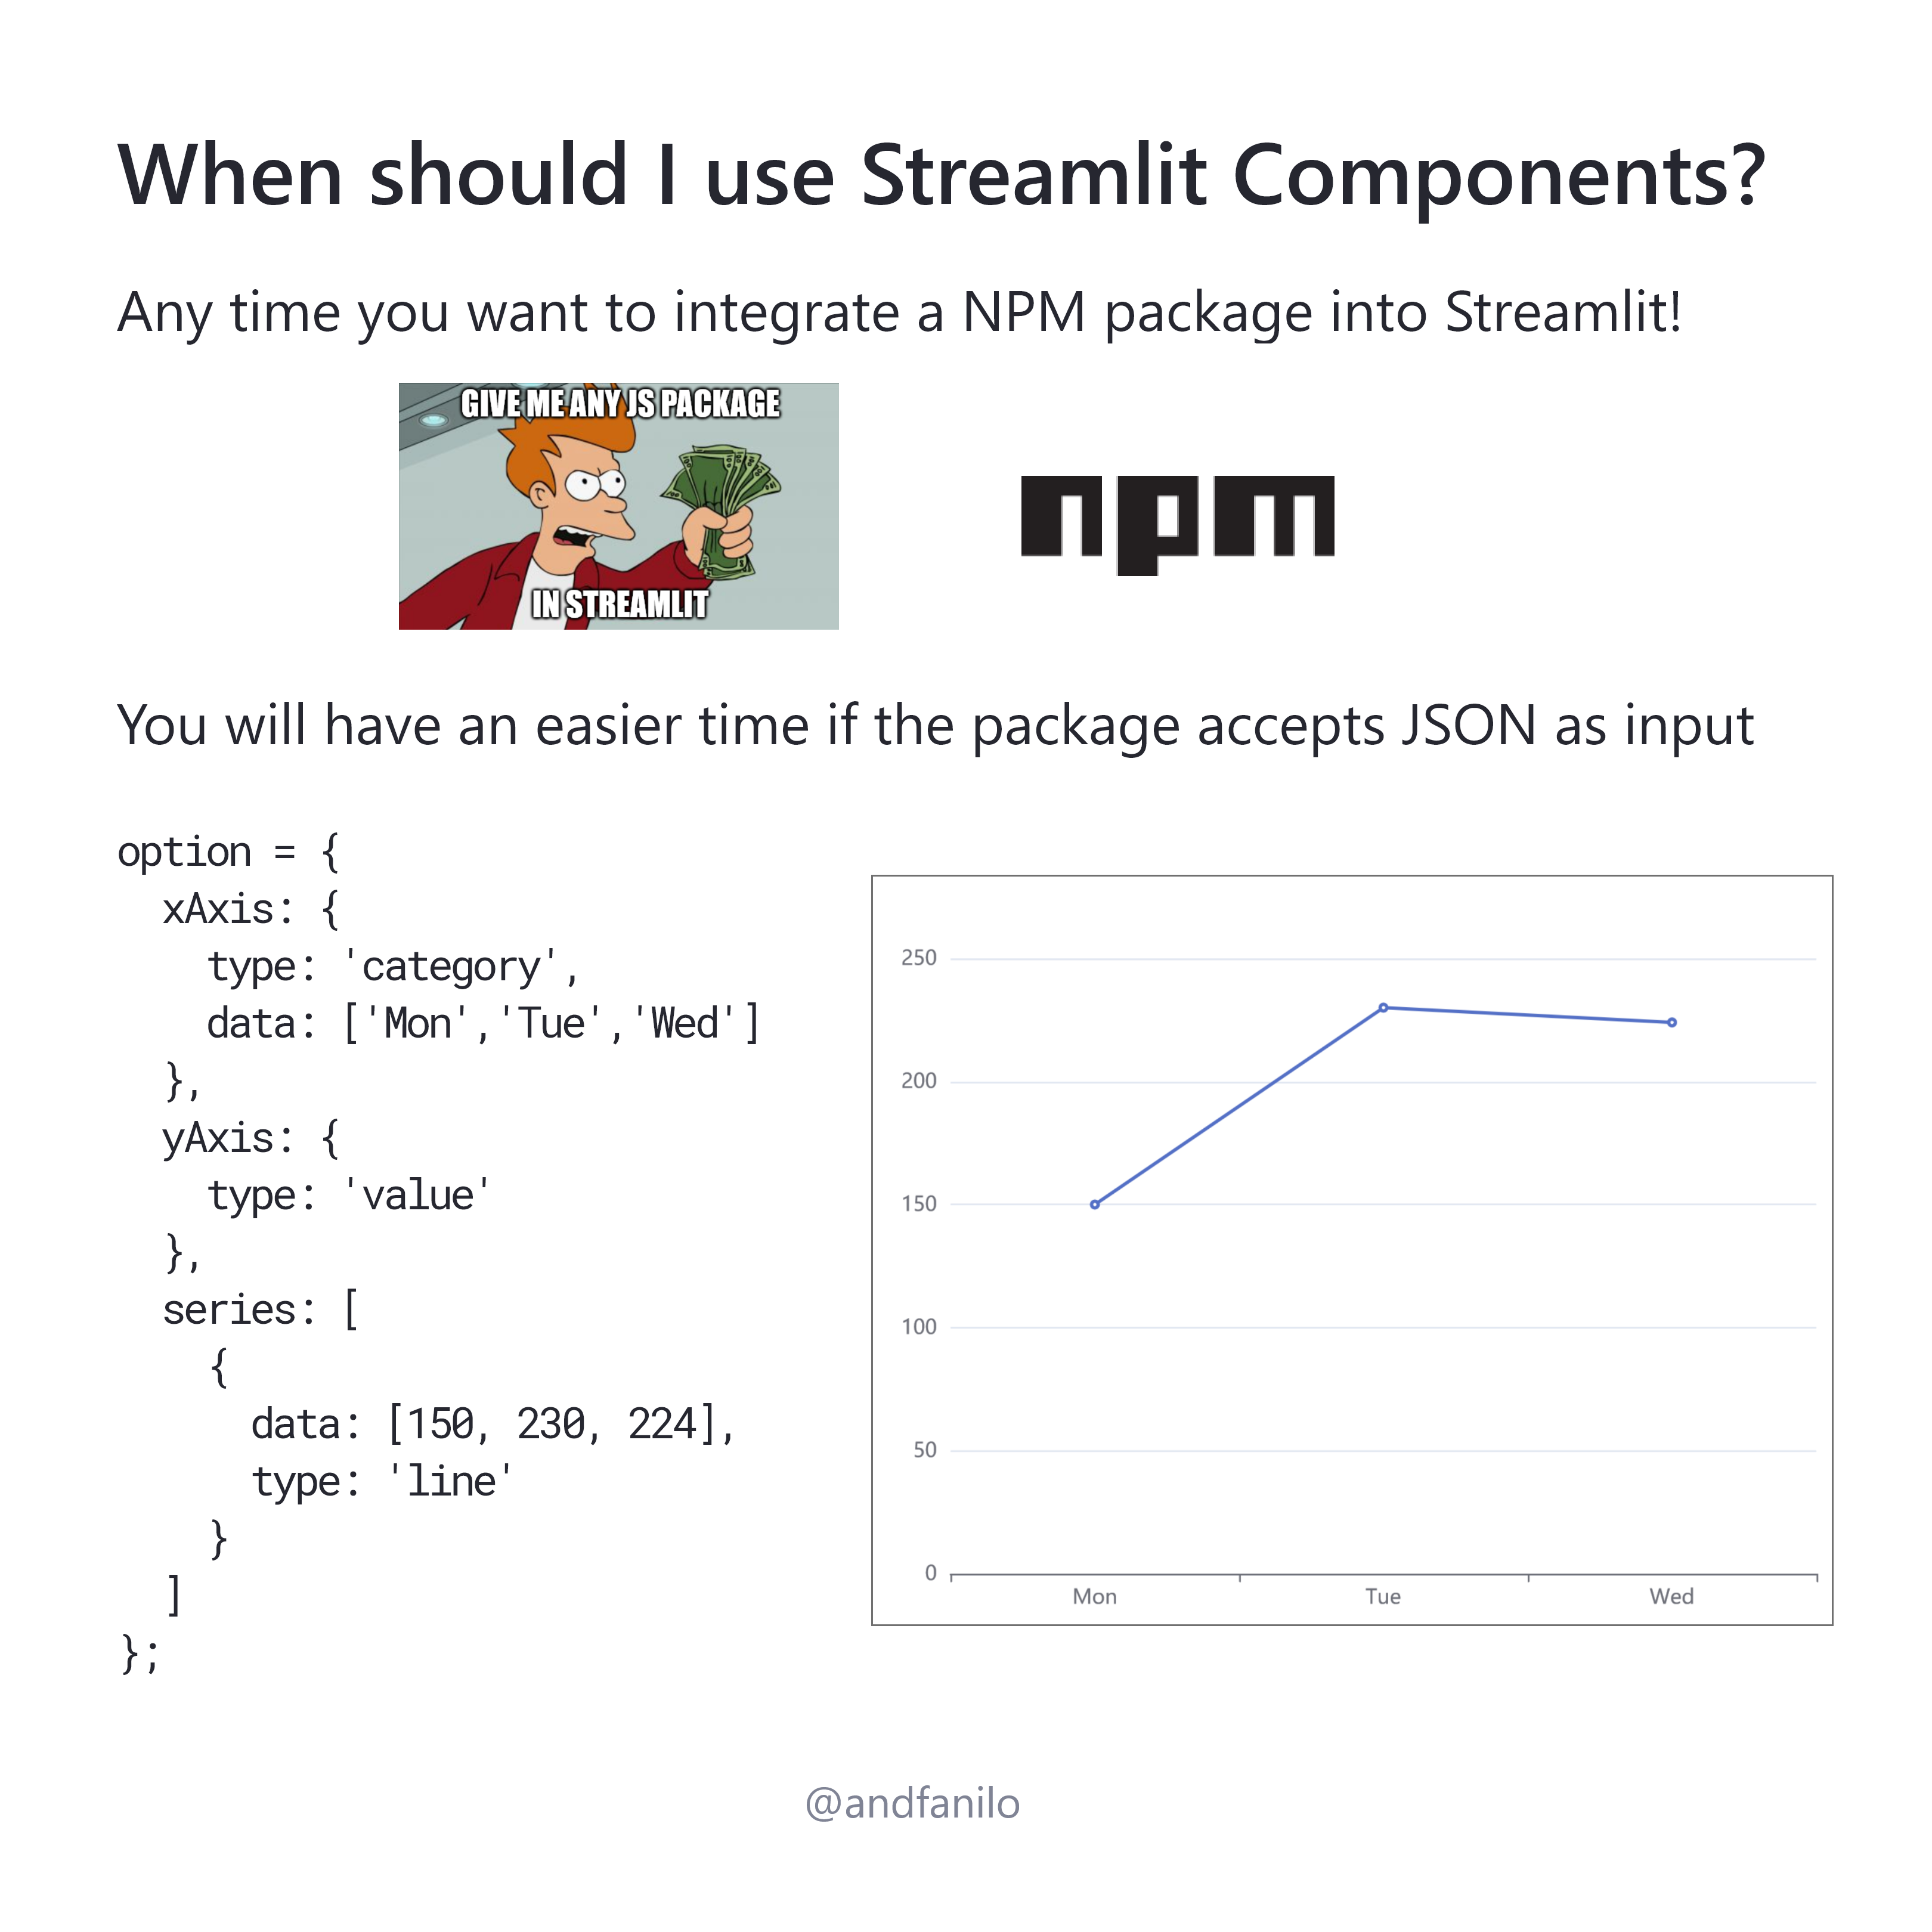 When should I use Streamlit Components?
Any time you want to integrate a NPM package into Streamlit!
GIVE ME ANY JS PACKAGE
IN STREAMLIT
npm
You will have an easier time if the package accepts JSON as input
option = {
  xAxis: {
    type: 'category',
    data: ['Mon','Tue','Wed']
  },
  yAxis: {
    type: 'value'
  },
  series: [
    {
      data: [150, 230, 224],
      type: 'line'
    }
  ]
};
250
200
150
100
50
0
Mon Tue Wed
@andfanilo